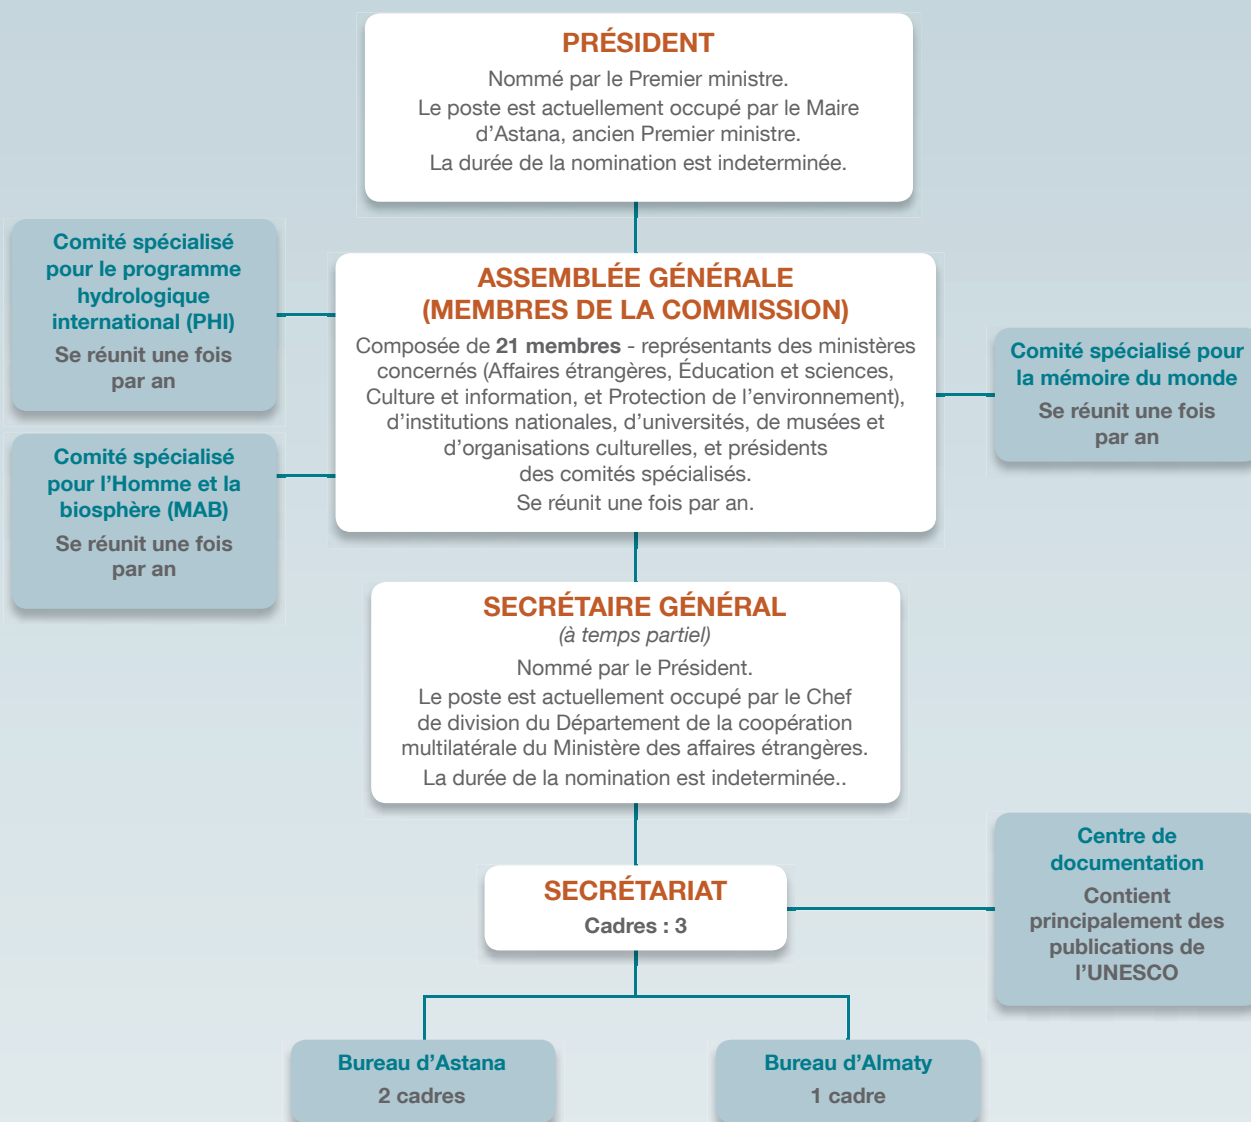 PRÉSIDENT
Nommé par le Premier ministre.
Le poste est actuellement occupé par le Maire
d'Astana, ancien Premier ministre.
La durée de la nomination est indeterminée.
Comité spécialisé
pour le programme
hydrologique
international (PHI)
Se réunit une fois
par an
Comité spécialisé
pour l'Homme et la
biosphère (MAB)
Se réunit une fois
par an
ASSEMBLÉE GÉNÉRALE
(MEMBRES DE LA COMMISSION)
Composée de 21 membres - représentants des ministères
concernés (Affaires étrangères, Éducation et sciences,
Culture et information, et Protection de l'environnement),
d'institutions nationales, d'universités, de musées et
d'organisations culturelles, et présidents
des comités spécialisés.
Se réunit une fois par an.
Comité spécialisé pour
la mémoire du monde
Se réunit une fois
par an
SECRÉTAIRE GÉNÉRAL
(à temps partiel)
Nommé par le Président.
Le poste est actuellement occupé par le Chef
de division du Département de la coopération
multilatérale du Ministère des affaires étrangères.
La durée de la nomination est indeterminée..
SECRÉTARIAT
Cadres : 3
Centre de
documentation
Contient
principalement des
publications de
l'UNESCO
Bureau d'Astana
2 cadres
Bureau d'Almaty
1 cadre